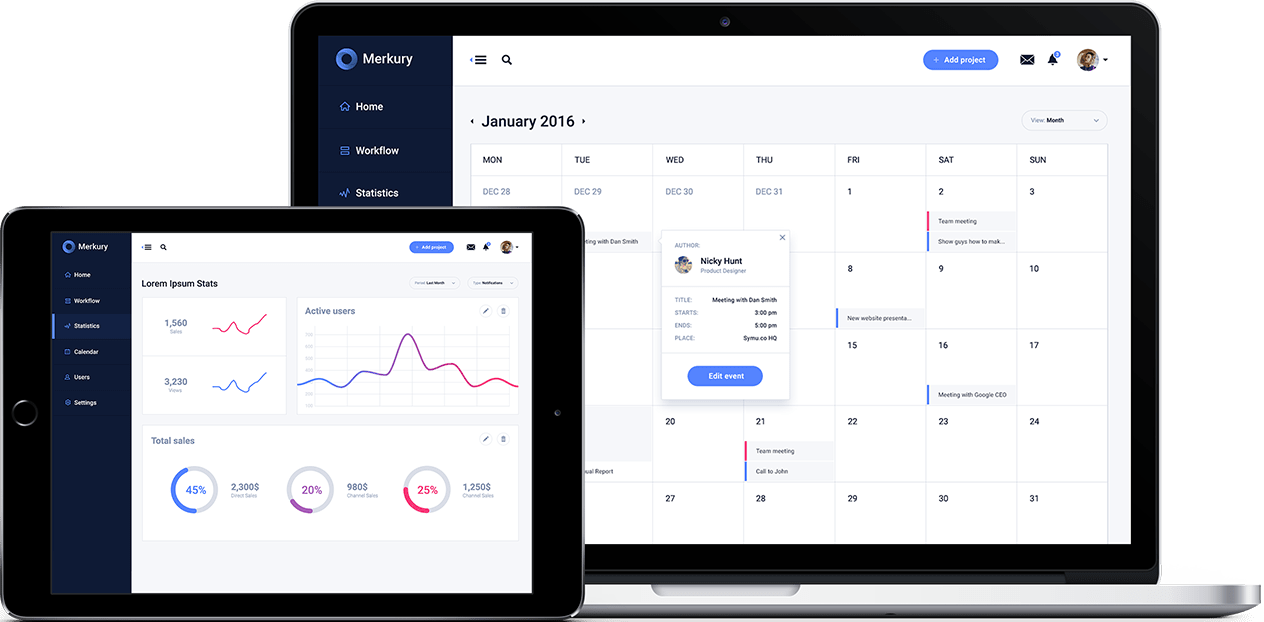 Merkury
+ Add project
Home
Workflow
Statistics
January 2016
View: Month
MON TUE WED THU FRI SAT SUN
DEC 28 DEC 29 DEC 30 DEC 31 1 2 3
Team meeting
ting with Dan Smith
Show guys how to mak...
AUTHOR:
Nicky Hunt
Product Designer
TITLE: Meeting with Dan Smith
STARTS: 3:00 pm
ENDS: 5:00 pm
PLACE: Symu.co HQ
Edit event
8 9 10
New website presenta...
15 16 17
Meeting with Google CEO
20 21 22 23 24
Team meeting
ual Report
Call to John
27 28 29 30 31
Merkury
+ Add project
Home
Workflow
Statistics
Calendar
Users
Settings
Lorem Ipsum Stats
Period: Last Month
Type: Notifications
1,560
Sales
3,230
Views
Active users
Total sales
45%
2,300$
Direct Sales
20%
980$
Channel Sales
25%
1,250$
Channel Sales